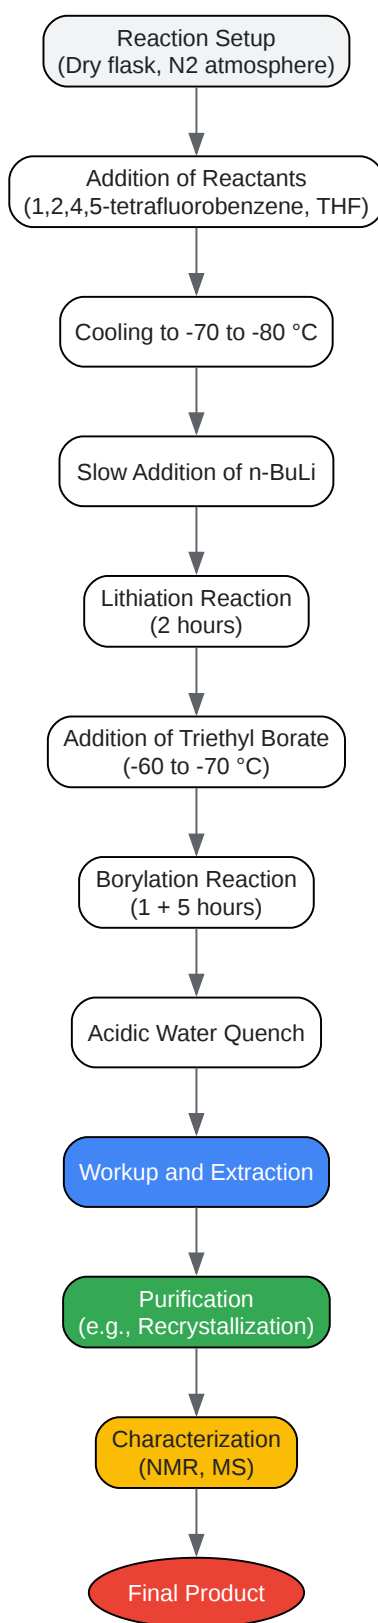 Reaction Setup
(Dry flask, N2 atmosphere)
Addition of Reactants
(1,2,4,5-tetrafluorobenzene, THF)
Cooling to -70 to -80 °C
Slow Addition of n-BuLi
Lithiation Reaction
(2 hours)
Addition of Triethyl Borate
(-60 to -70 °C)
Borylation Reaction
(1 + 5 hours)
Acidic Water Quench
Workup and Extraction
Purification
(e.g., Recrystallization)
Characterization
(NMR, MS)
Final Product